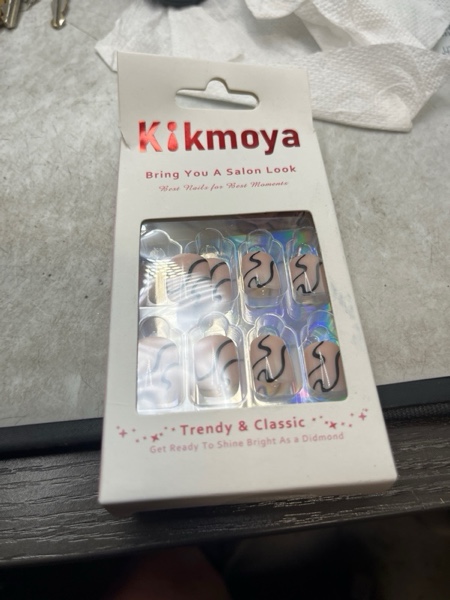 Kikmoya
Bring You A Salon Look
Best Nails for Best Moments
Trendy & Classic
Get Ready To Shine Bright As a Didmond